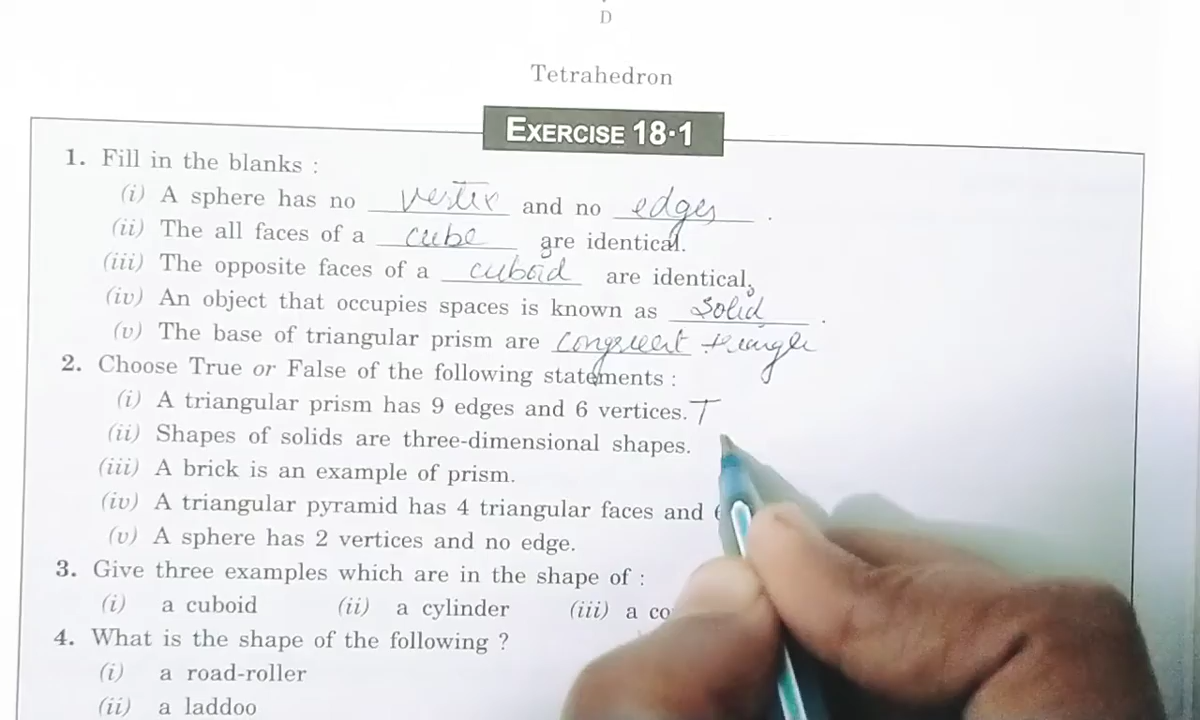 D
Tetrahedron
EXERCISE 18·1
1. Fill in the blanks :
(i) A sphere has no vertix and no edges .
(ii) The all faces of a cube are identical.
(iii) The opposite faces of a cuboid are identical.
(iv) An object that occupies spaces is known as solid .
(v) The base of triangular prism are congruent triangle
2. Choose True or False of the following statements :
(i) A triangular prism has 9 edges and 6 vertices. T
(ii) Shapes of solids are three-dimensional shapes.
(iii) A brick is an example of prism.
(iv) A triangular pyramid has 4 triangular faces and
(v) A sphere has 2 vertices and no edge.
3. Give three examples which are in the shape of :
(i) a cuboid (ii) a cylinder (iii) a co
4. What is the shape of the following ?
(i) a road-roller
(ii) a laddoo